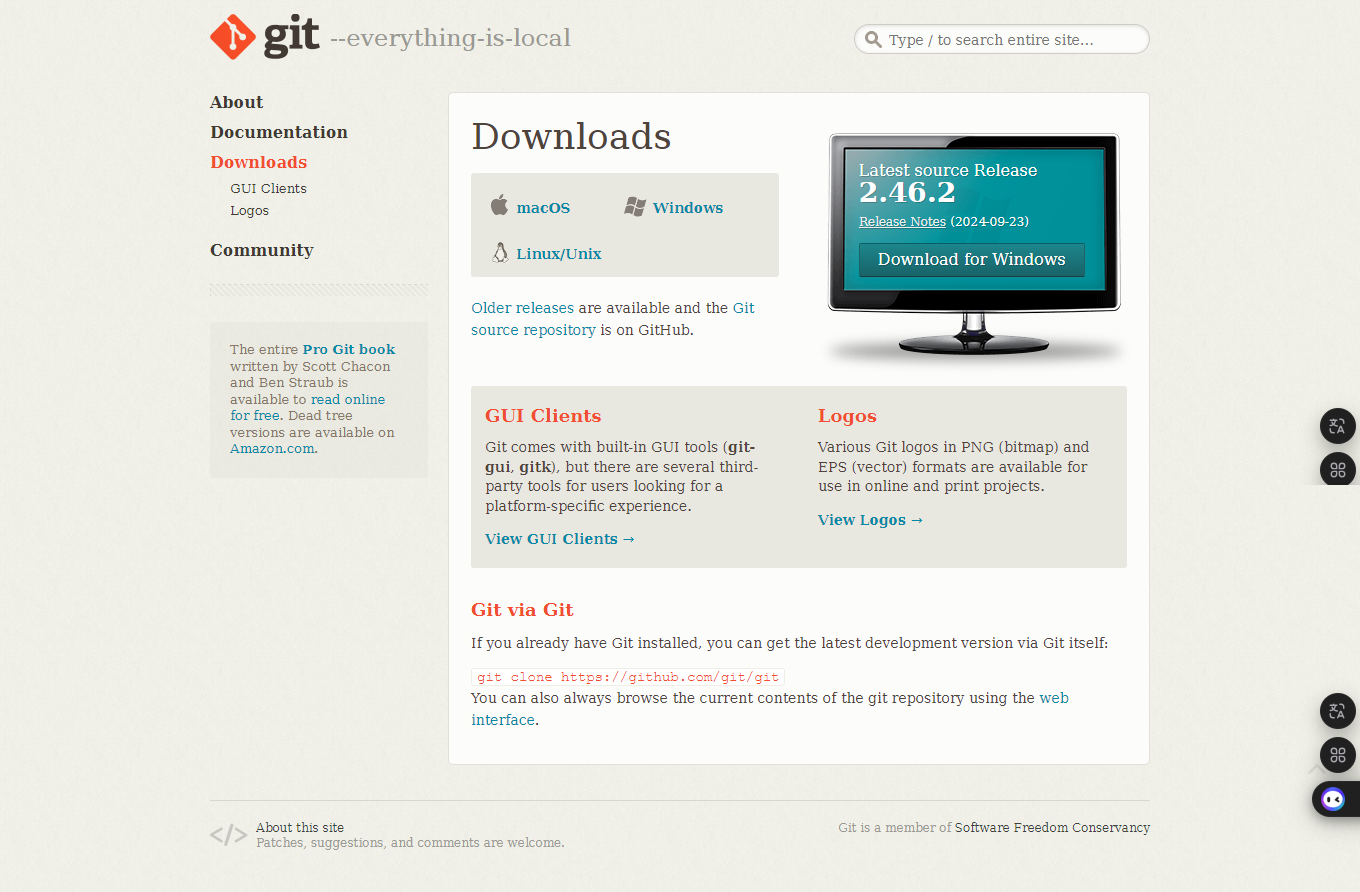 git --everything-is-local
Type / to search entire site...
About
Documentation
Downloads
GUI Clients
Logos
Community
The entire Pro Git book
written by Scott Chacon
and Ben Straub is
available to read online
for free. Dead tree
versions are available on
Amazon.com.
Downloads
macOS
Windows
Linux/Unix
Older releases are available and the Git
source repository is on GitHub.
Latest source Release
2.46.2
Release Notes (2024-09-23)
Download for Windows
GUI Clients
Git comes with built-in GUI tools (git-
gui, gitk), but there are several third-
party tools for users looking for a
platform-specific experience.
View GUI Clients →
Logos
Various Git logos in PNG (bitmap) and
EPS (vector) formats are available for
use in online and print projects.
View Logos →
Git via Git
If you already have Git installed, you can get the latest development version via Git itself:
git clone https://github.com/git/git
You can also always browse the current contents of the git repository using the web
interface.
</> About this site
Patches, suggestions, and comments are welcome.
Git is a member of Software Freedom Conservancy